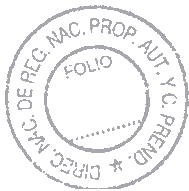 DIREC. NAC. DE REG. NAC. PROP. AUT. Y C. PREND. ★
FOLIO
..............